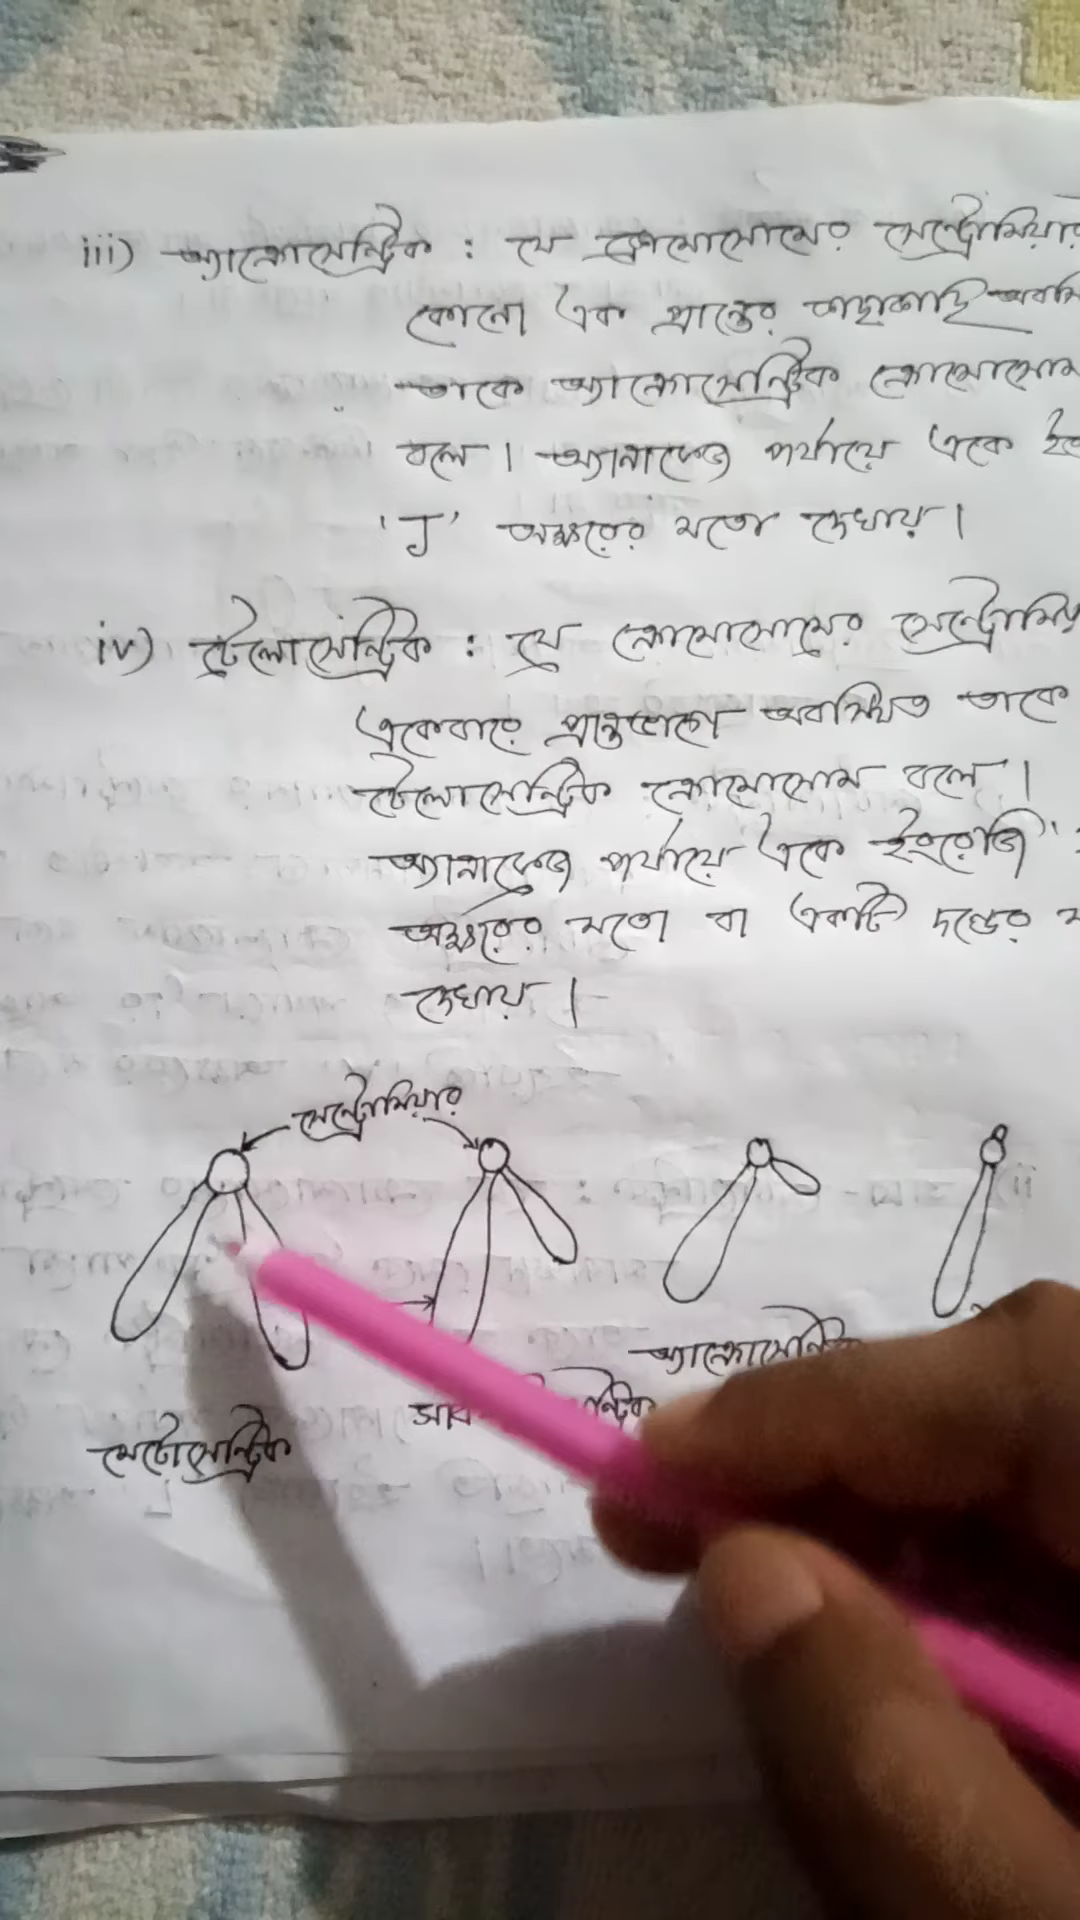 iii) অ্যাক্রোসেন্ট্রিক : যে ক্রোমোসোমের সেন্ট্রোমিয়ার
কোনো এক প্রান্তের কাছাকাছি
তাকে অ্যাক্রোসেন্ট্রিক ক্রোমোসোম
বলে । অ্যানাফেজ পর্যায়ে একে
'J' অক্ষরের মতো দেখায় ।
iv) টেলোসেন্ট্রিক : যে ক্রোমোসোমের
একেবারে প্রান্তভাগে অবস্থিত তাকে
টেলোসেন্ট্রিক ক্রোমোসোম বলে ।
অ্যানাফেজ পর্যায়ে একে ইংরেজি
অক্ষরের মতো বা একটি দণ্ডের
দেখায় ।
সেন্ট্রোমিয়ার
অ্যাক্রোসেন্ট্রিক
মেটাসেন্ট্রিক